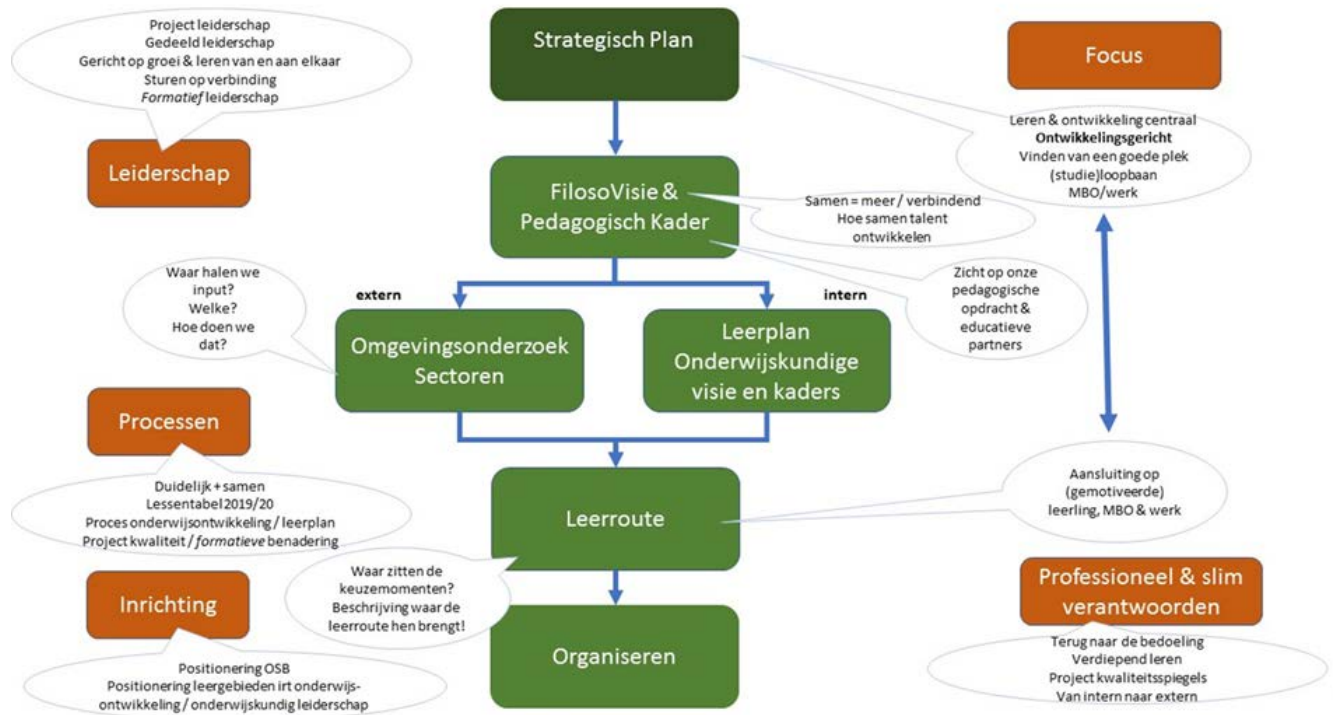 Project leiderschap
Gedeeld leiderschap
Gericht op groei & leren van en aan elkaar
Sturen op verbinding
Formatief leiderschap
Leiderschap
Strategisch Plan
Focus
Leren & ontwikkeling centraal
Ontwikkelingsgericht
Vinden van een goede plek
(studie)loopbaan
MBO/werk
FilosoVisie &
Pedagogisch Kader
Samen = meer / verbindend
Hoe samen talent
ontwikkelen
Waar halen we
input?
Welke?
Hoe doen we
dat?
extern
intern
Zicht op onze
pedagogische
opdracht &
educatieve
partners
Omgevingsonderzoek
Sectoren
Leerplan
Onderwijskundige
visie en kaders
Processen
Duidelijk + samen
Lessentabel 2019/20
Proces onderwijsontwikkeling / leerplan
Project kwaliteit / formatieve benadering
Leerroute
Aansluiting op
(gemotiveerde)
leerling, MBO & werk
Waar zitten de
keuzemomenten?
Beschrijving waar de
leerroute hen brengt!
Inrichting
Positionering OSB
Positionering leergebieden irt onderwijs-
ontwikkeling / onderwijskundig leiderschap
Organiseren
Professioneel & slim
verantwoorden
Terug naar de bedoeling
Verdiepend leren
Project kwaliteitsspiegels
Van intern naar extern